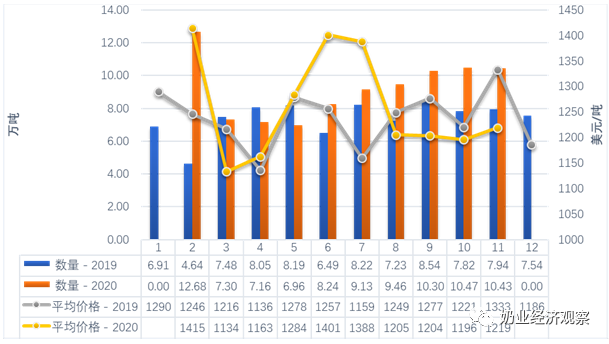 14.00 1450
1400
12.00 1350
10.00 1300
8.00 1250
6.00 1200
4.00 1150
1100
2.00 1050
0.00 1000
万吨
美元/吨
1 2 3 4 5 6 7 8 9 10 11 12
数量 - 2019 6.91 4.64 7.48 8.05 8.19 6.49 8.22 7.23 8.54 7.82 7.94 7.54
数量 - 2020 0.00 12.68 7.30 7.16 6.96 8.24 9.13 9.46 10.30 10.47 10.43 0.00
平均价格 - 2019 1290 1246 1216 1136 1278 1257 1159 1249 1277 1221 1333 1186
平均价格 - 2020 1415 1134 1163 1284 1401 1388 1205 1204 1196 1219
奶业经济观察